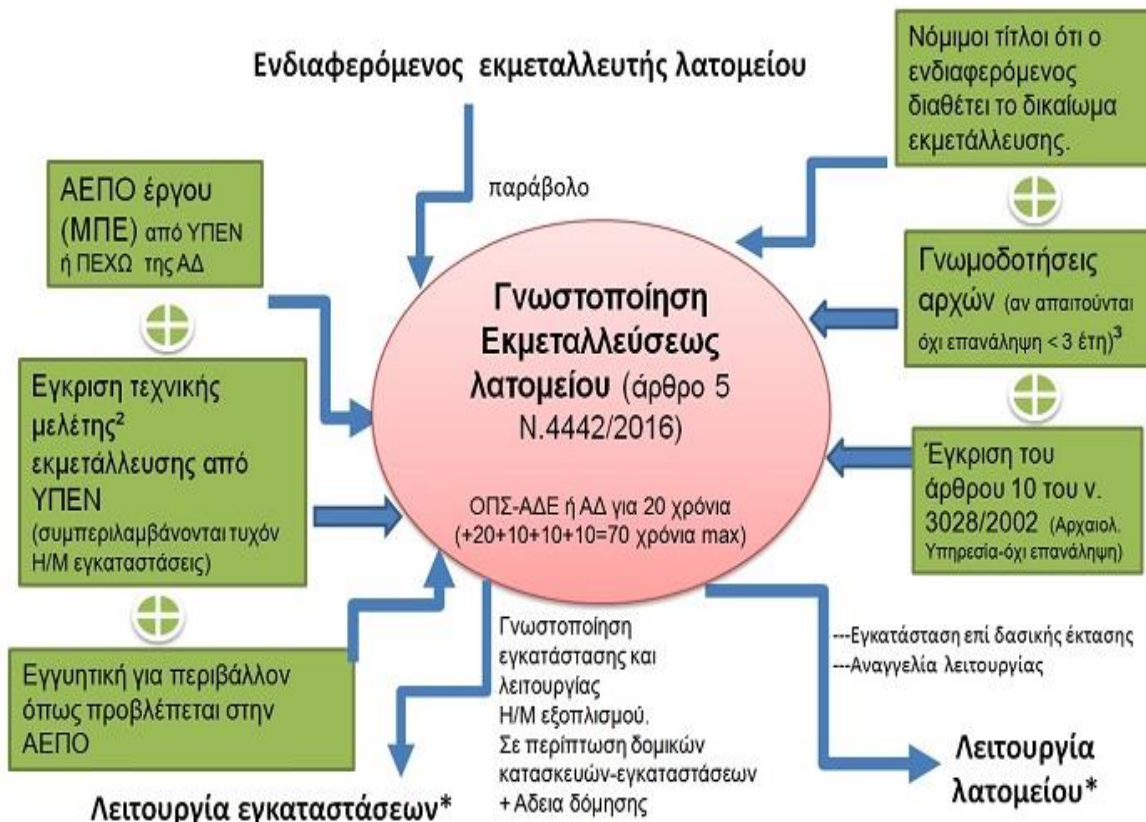 Ενδιαφερόμενος εκμεταλλευτής λατομείου
παράβολο
Νόμιμοι τίτλοι ότι ο
ενδιαφερόμενος
διαθέτει το δικαίωμα
εκμετάλλευσης.
ΑΕΠΟ έργου
(ΜΠΕ) από ΥΠΕΝ
ή ΠΕΧΩ της ΑΔ
Γνωμοδοτήσεις
αρχών (αν απαιτούνται
όχι επανάληψη < 3 έτη)³
Γνωστοποίηση
Εκμεταλλεύσεως
λατομείου (άρθρο 5
Ν.4442/2016)
ΟΠΣ-ΑΔΕ ή ΑΔ για 20 χρόνια
(+20+10+10+10=70 χρόνια max)
Εγκριση τεχνικής
μελέτης²
εκμετάλλευσης από
ΥΠΕΝ
(συμπεριλαμβάνονται τυχόν
Η/Μ εγκαταστάσεις)
Έγκριση του
άρθρου 10 του ν.
3028/2002 (Αρχαιολ.
Υπηρεσία-όχι επανάληψη)
Εγγυητική για περιβάλλον
όπως προβλέπεται στην
ΑΕΠΟ
Γνωστοποίηση
εγκατάστασης και
λειτουργίας
Η/Μ εξοπλισμού.
Σε περίπτωση δομικών
κατασκευών-εγκαταστάσεων
+ Αδεια δόμησης
---Εγκατάσταση επί δασικής έκτασης
---Αναγγελία λειτουργίας
Λειτουργία εγκαταστάσεων*
Λειτουργία
λατομείου*